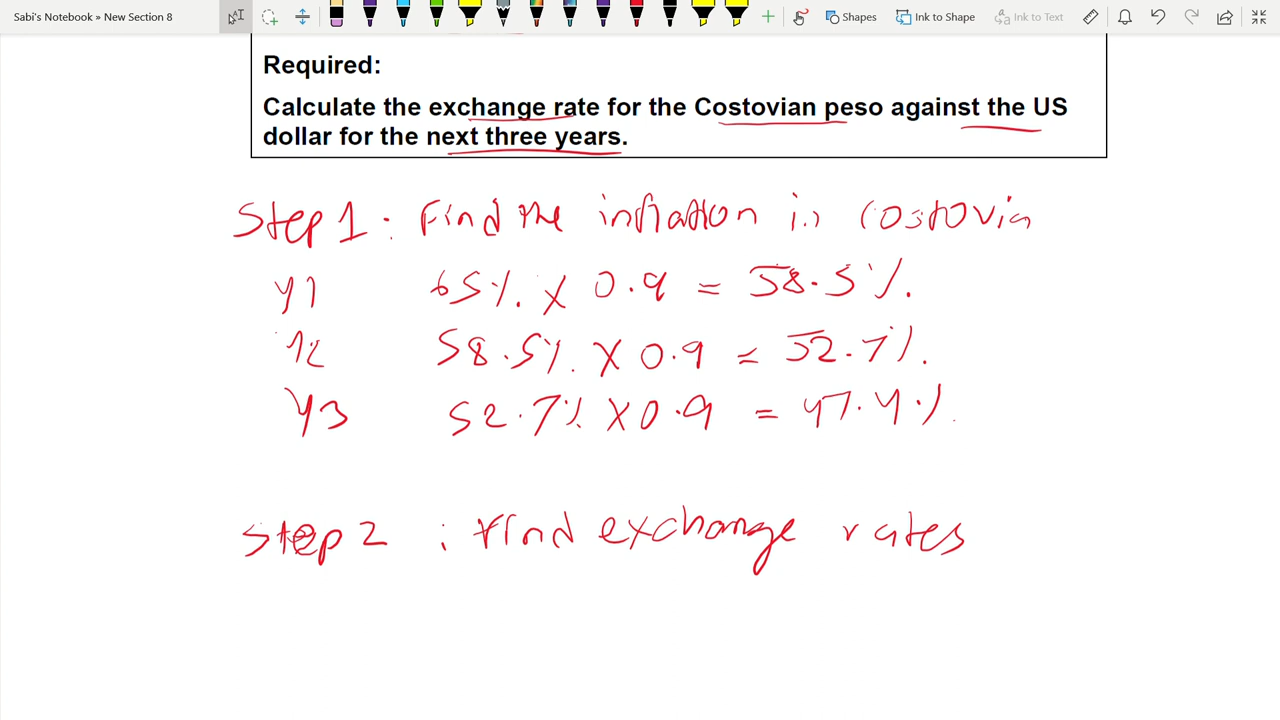 Sabi's Notebook » New Section 8
Shapes
Ink to Shape
Ink to Text
Required:
Calculate the exchange rate for the Costovian peso against the US
dollar for the next three years.
Step 1 : Find the inflation in Costovia
Y1 65% X 0.9 = 58.5%.
Y2 58.5% X 0.9 = 52.7%.
Y3 52.7% X 0.9 = 47.4%
Step 2 : Find exchange rates